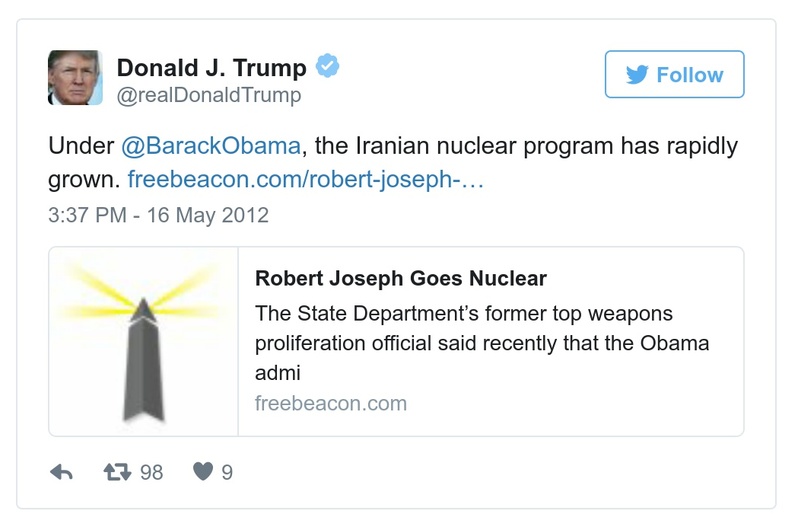 Donald J. Trump
@realDonaldTrump
Follow
Under @BarackObama, the Iranian nuclear program has rapidly
grown. freebeacon.com/robert-joseph-…
3:37 PM - 16 May 2012
Robert Joseph Goes Nuclear
The State Department’s former top weapons
proliferation official said recently that the Obama
admi
freebeacon.com
98 9